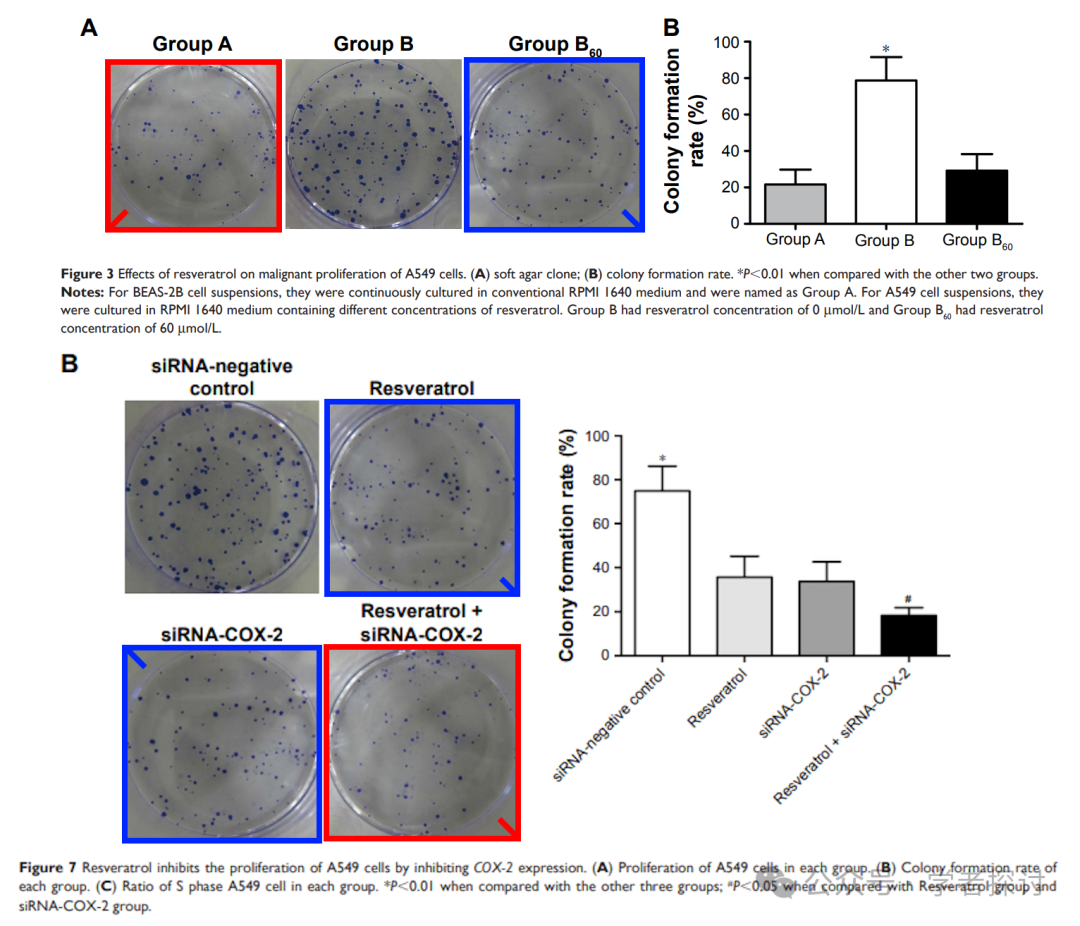 A
Group A
Group B
Group B60
B
Colony formation
rate (%)
100
80
60
40
20
0
*
Group A
Group B
Group B60
Figure 3 Effects of resveratrol on malignant proliferation of A549 cells. (A) soft agar clone; (B) colony formation rate. *P<0.01 when compared with the other two groups.
Notes: For BEAS-2B cell suspensions, they were continuously cultured in conventional RPMI 1640 medium and were named as Group A. For A549 cell suspensions, they
were cultured in RPMI 1640 medium containing different concentrations of resveratrol. Group B had resveratrol concentration of 0 μmol/L and Group B60 had resveratrol
concentration of 60 μmol/L.
B
siRNA-negative
control
Resveratrol
siRNA-COX-2
Resveratrol +
siRNA-COX-2
Colony formation rate (%)
100
80
60
40
20
0
*
#
siRNA-negative control
Resveratrol
siRNA-COX-2
Resveratrol + siRNA-COX-2
Figure 7 Resveratrol inhibits the proliferation of A549 cells by inhibiting COX-2 expression. (A) Proliferation of A549 cells in each group. (B) Colony formation rate of
each group. (C) Ratio of S phase A549 cell in each group. *P<0.01 when compared with the other three groups; #P<0.05 when compared with Resveratrol group and
siRNA-COX-2 group.
公众号 · 学者探讨